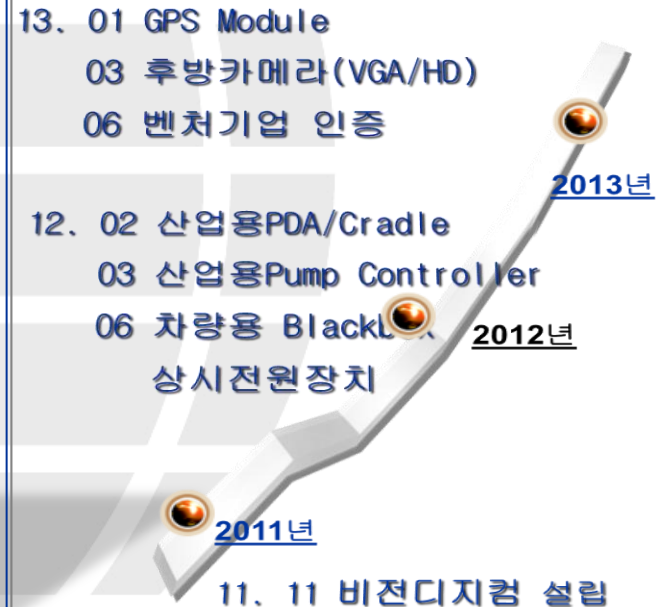 13. 01 GPS Module
03 후방카메라(VGA/HD)
06 벤처기업 인증
2013년
12. 02 산업용PDA/Cradle
03 산업용Pump Controller
06 차량용
2012년
상시전원장치
2011년
11. 11 비전디지컴 설립